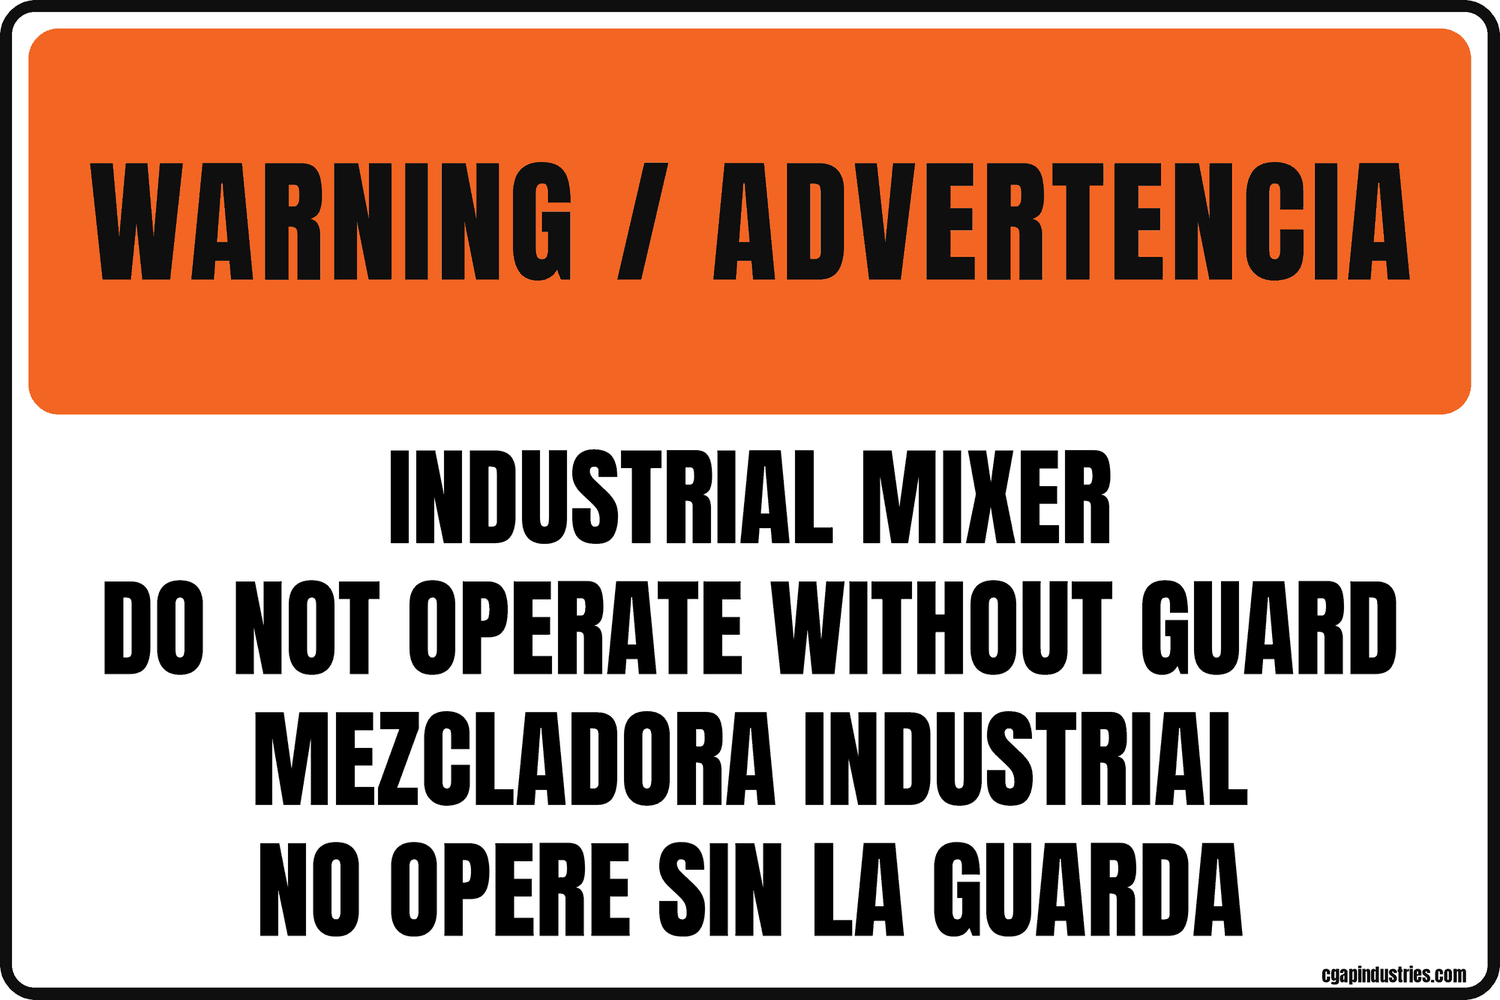 WARNING / ADVERTENCIA
INDUSTRIAL MIXER
DO NOT OPERATE WITHOUT GUARD
MEZCLADORA INDUSTRIAL
NO OPERE SIN LA GUARDA
cgapindustries.com